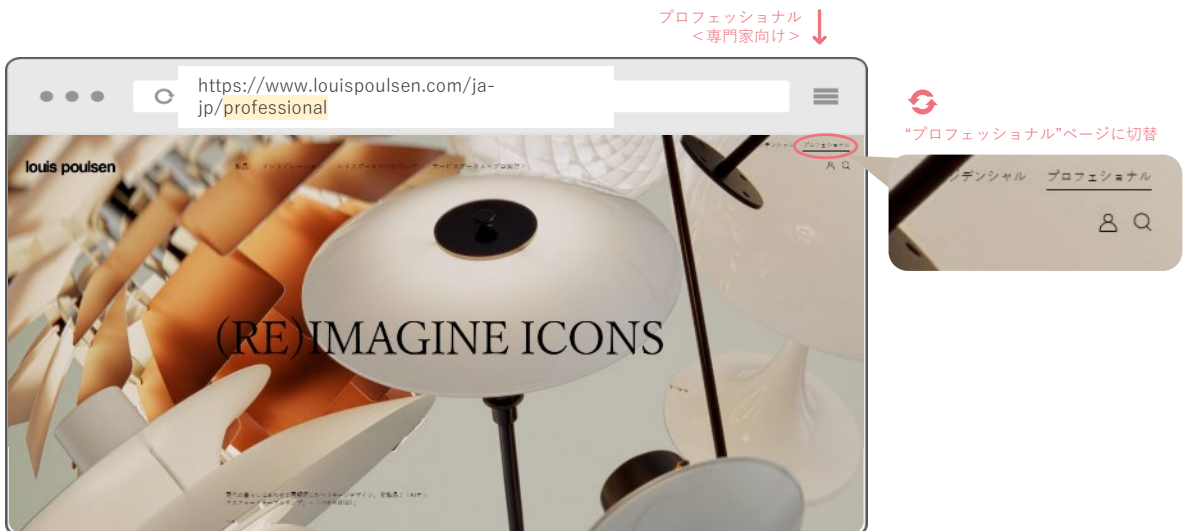 プロフェッショナル
＜専門家向け＞
https://www.louispoulsen.com/ja-
jp/professional
プロフェショナル
louis poulsen
"プロフェッショナル"ページに切替
ンデンシャル プロフェショナル
(RE)IMAGINE ICONS